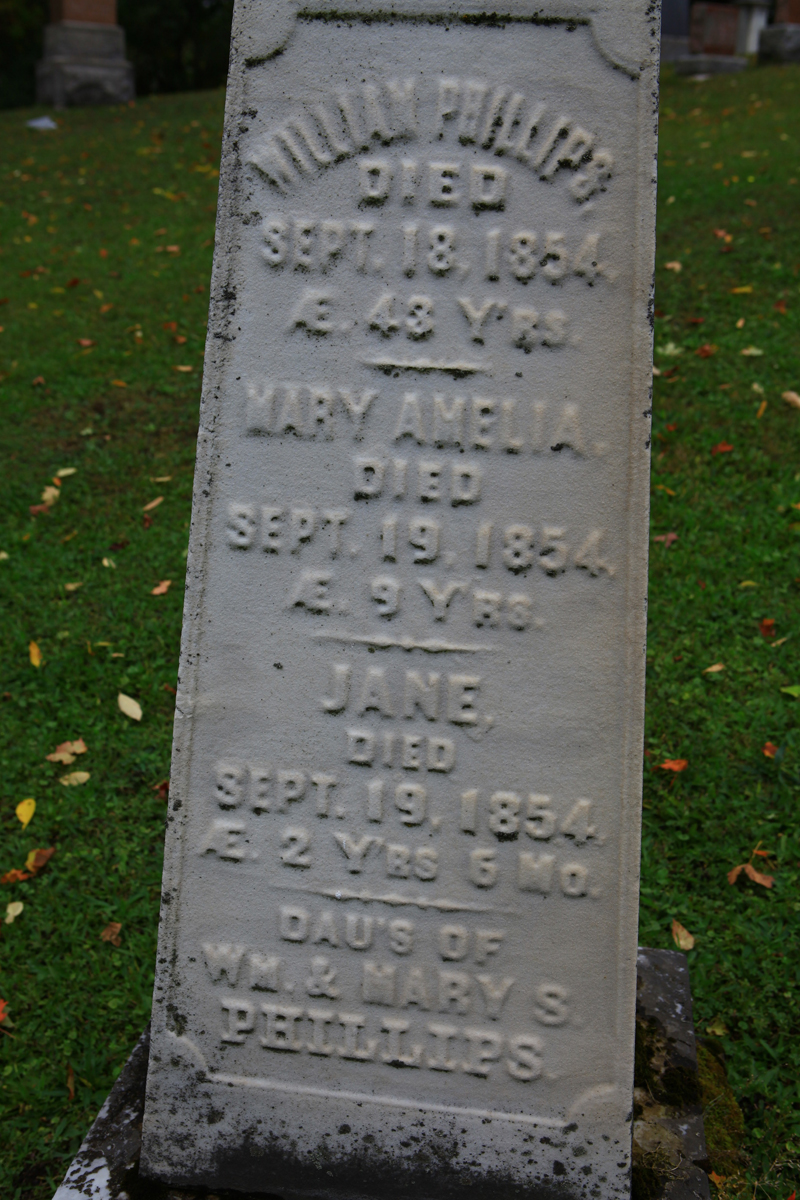 WILLIAM PHILLIPS,
DIED
SEPT. 18, 1854.
Æ. 43 Y'RS.
MARY AMELIA.
DIED
SEPT. 19, 1854.
Æ. 9 Y'RS.
JANE,
DIED
SEPT. 19, 1854.
Æ. 2 Y'RS 6 MO.
DAU'S OF
WM. & MARY S
PHILLIPS.